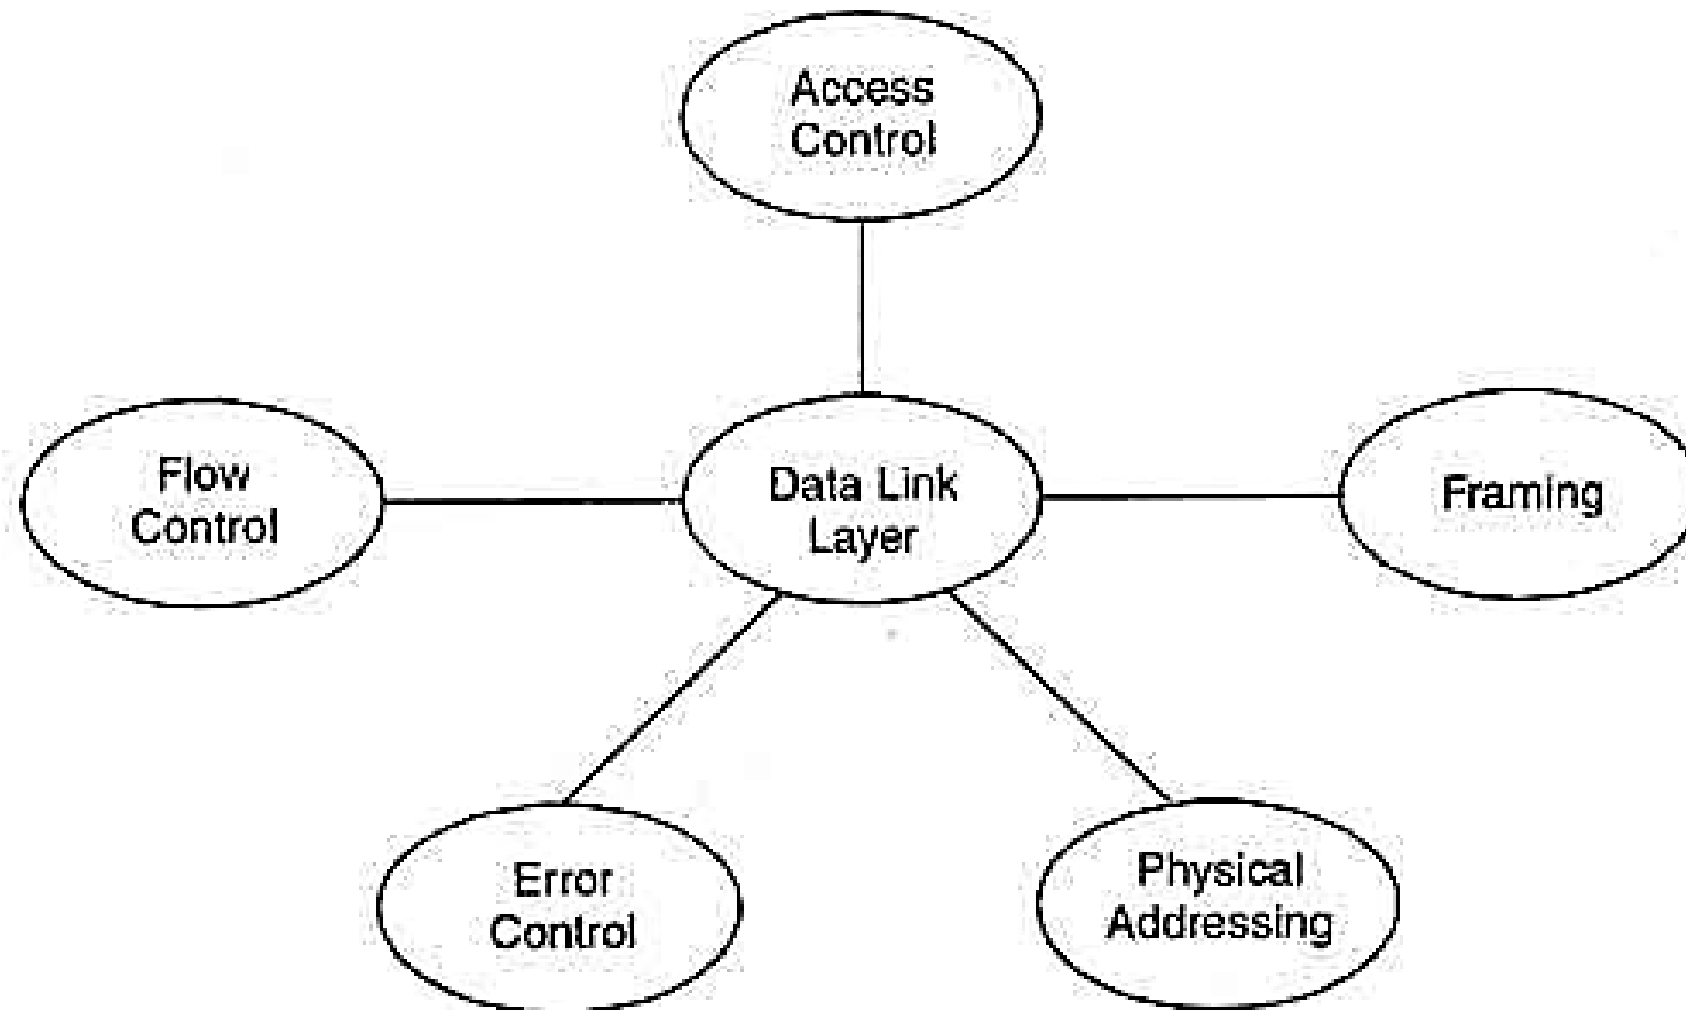 Access
Control
Flow
Control
Data Link
Layer
Framing
Error
Control
Physical
Addressing